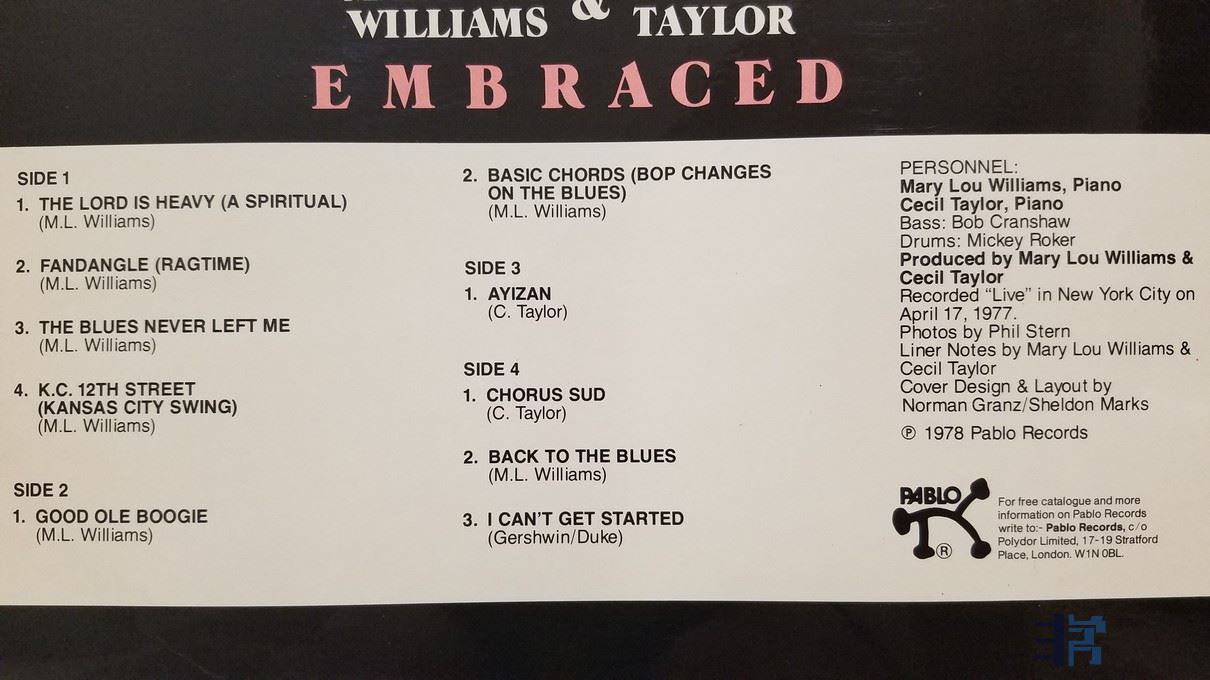 WILLIAMS & TAYLOR
EMBRACED
SIDE 1
1. THE LORD IS HEAVY (A SPIRITUAL)
(M.L. Williams)
2. FANDANGLE (RAGTIME)
(M.L. Williams)
3. THE BLUES NEVER LEFT ME
(M.L. Williams)
4. K.C. 12TH STREET
(KANSAS CITY SWING)
(M.L. Williams)
SIDE 2
1. GOOD OLE BOOGIE
(M.L. Williams)
2. BASIC CHORDS (BOP CHANGES
ON THE BLUES)
(M.L. Williams)
SIDE 3
1. AYIZAN
(C. Taylor)
SIDE 4
1. CHORUS SUD
(C. Taylor)
2. BACK TO THE BLUES
(M.L. Williams)
3. I CAN'T GET STARTED
(Gershwin/Duke)
PERSONNEL:
Mary Lou Williams, Piano
Cecil Taylor, Piano
Bass: Bob Cranshaw
Drums: Mickey Roker
Produced by Mary Lou Williams &
Cecil Taylor
Recorded “Live” in New York City on
April 17, 1977.
Photos by Phil Stern
Liner Notes by Mary Lou Williams &
Cecil Taylor
Cover Design & Layout by
Norman Granz/Sheldon Marks
℗ 1978 Pablo Records
PABLO
®
For free catalogue and more
information on Pablo Records
write to:- Pablo Records, c/o
Polydor Limited, 17-19 Stratford
Place, London. W1N 0BL.